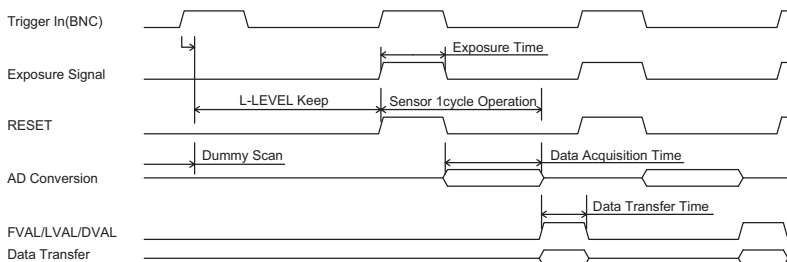 Trigger In(BNC)
Exposure Time
Exposure Signal
L-LEVEL Keep
Sensor 1cycle Operation
RESET
Dummy Scan
Data Acquisition Time
AD Conversion
Data Transfer Time
FVAL/LVAL/DVAL
Data Transfer